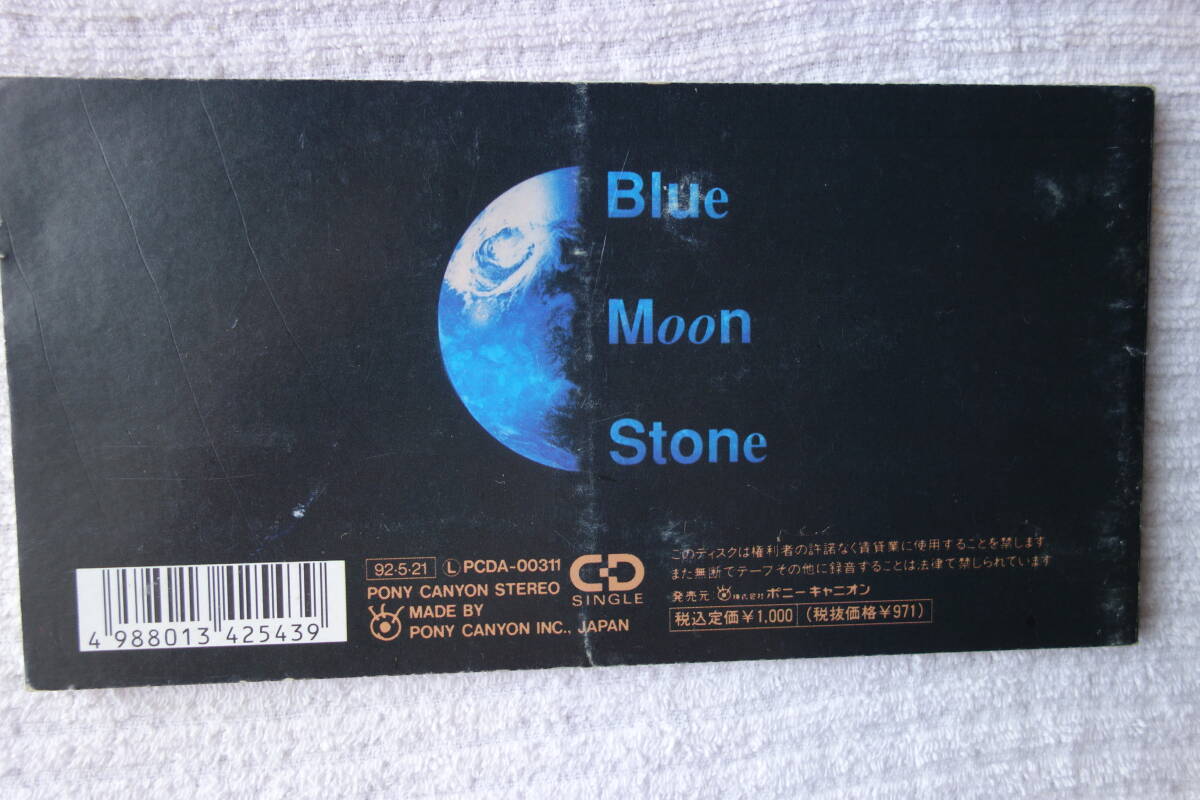 Blue
Moon
Stone
4 988013 425439
92·5·21 Ⓛ PCDA-00311
PONY CANYON STEREO
MADE BY
PONY CANYON INC., JAPAN
CD
SINGLE
このディスクは権利者の許諾なく賃貸業に使用することを禁じます
また無断でテープその他に録音することは法律で禁じられています
発売元 株式会社 ポニーキャニオン
税込定価¥1,000 (税抜価格¥971)